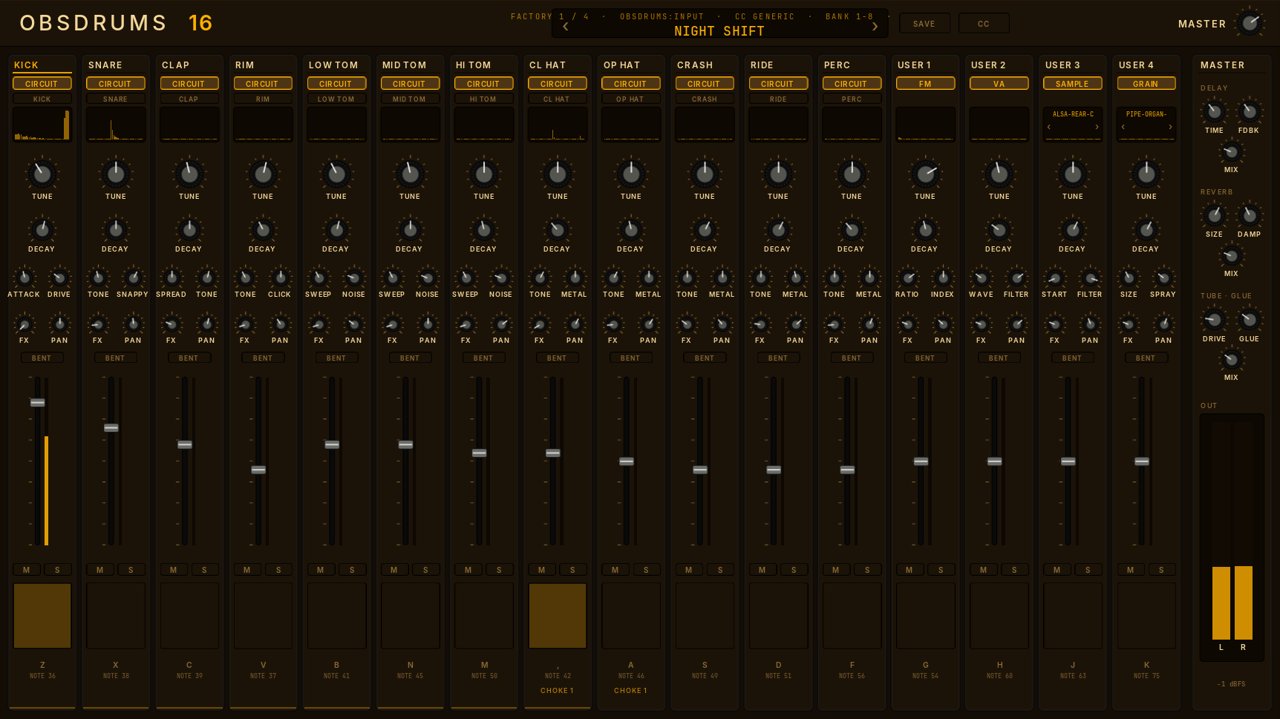 OBSDRUMS 16
FACTORY 1 / 4 · OBSDRUMS:INPUT · CC GENERIC · BANK 1-8 ·
‹ NIGHT SHIFT ›
SAVE CC
MASTER
KICK SNARE CLAP RIM LOW TOM MID TOM HI TOM CL HAT OP HAT CRASH RIDE PERC USER 1 USER 2 USER 3 USER 4 MASTER
CIRCUIT CIRCUIT CIRCUIT CIRCUIT CIRCUIT CIRCUIT CIRCUIT CIRCUIT CIRCUIT CIRCUIT CIRCUIT CIRCUIT FM VA SAMPLE GRAIN
DELAY
KICK SNARE CLAP RIM LOW TOM MID TOM HI TOM CL HAT OP HAT CRASH RIDE PERC
ALSA-REAR-C PIPE-ORGAN-
‹ › ‹ ›
TIME FDBK
MIX
TUNE TUNE TUNE TUNE TUNE TUNE TUNE TUNE TUNE TUNE TUNE TUNE TUNE TUNE TUNE TUNE
REVERB
SIZE DAMP
DECAY DECAY DECAY DECAY DECAY DECAY DECAY DECAY DECAY DECAY DECAY DECAY DECAY DECAY DECAY DECAY
MIX
ATTACK DRIVE TONE SNAPPY SPREAD TONE TONE CLICK SWEEP NOISE SWEEP NOISE SWEEP NOISE TONE METAL TONE METAL TONE METAL TONE METAL TONE METAL RATIO INDEX WAVE FILTER START FILTER SIZE SPRAY
TUBE · GLUE
FX PAN FX PAN FX PAN FX PAN FX PAN FX PAN FX PAN FX PAN FX PAN FX PAN FX PAN FX PAN FX PAN FX PAN FX PAN FX PAN
DRIVE GLUE
BENT BENT BENT BENT BENT BENT BENT BENT BENT BENT BENT BENT BENT BENT BENT BENT
MIX
OUT
M S M S M S M S M S M S M S M S M S M S M S M S M S M S M S M S
L R
Z X C V B N M , A S D F G H J K
NOTE 36 NOTE 38 NOTE 39 NOTE 37 NOTE 41 NOTE 45 NOTE 50 NOTE 42 NOTE 46 NOTE 49 NOTE 51 NOTE 56 NOTE 54 NOTE 60 NOTE 63 NOTE 75
-1 dBFS
CHOKE 1 CHOKE 1